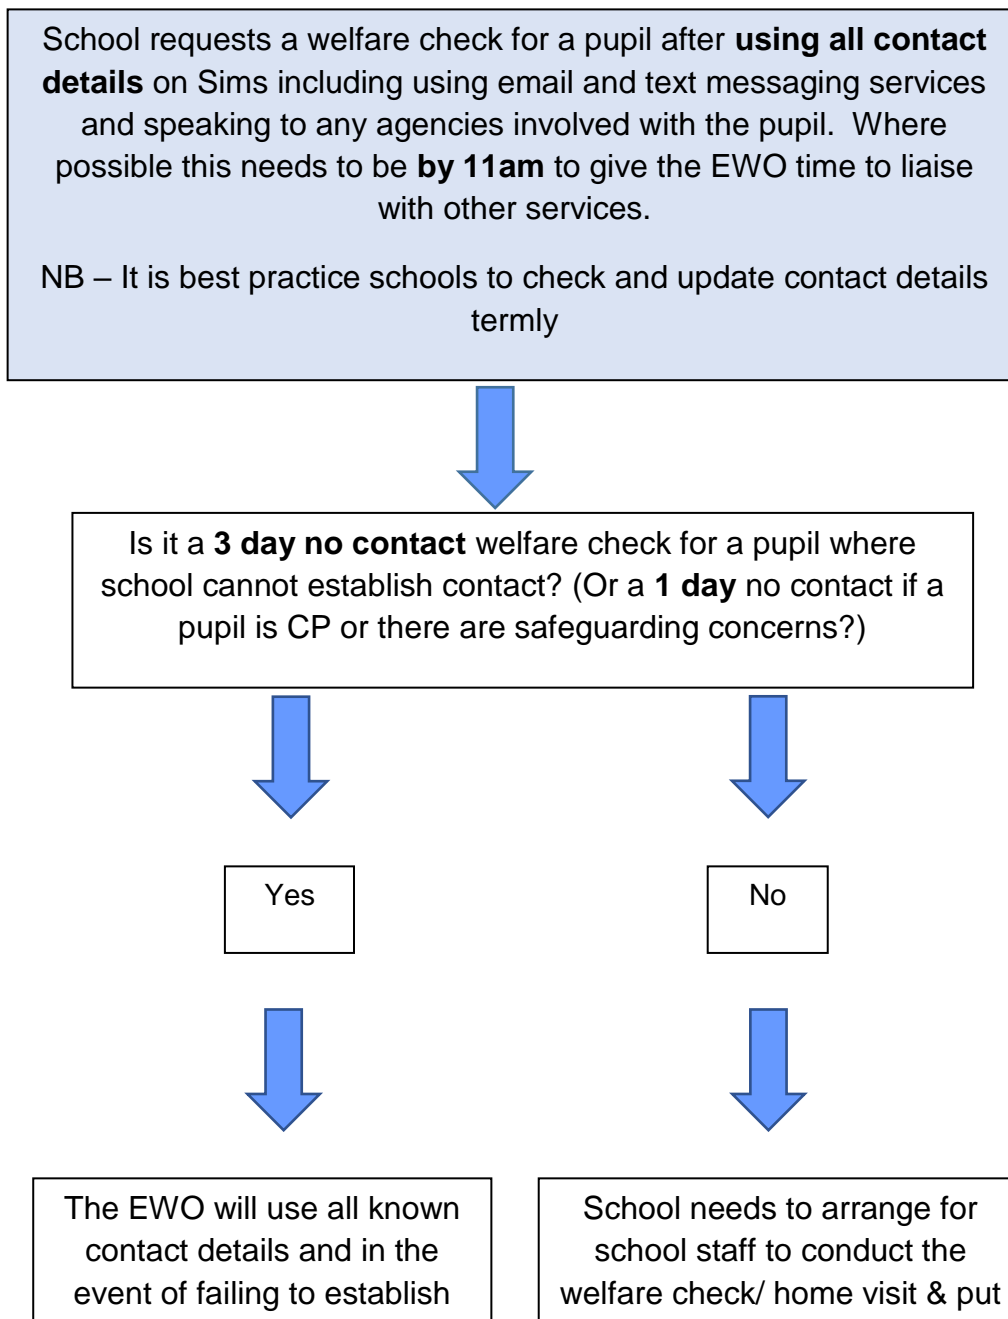 School requests a welfare check for a pupil after using all contact
details on Sims including using email and text messaging services
and speaking to any agencies involved with the pupil.  Where
possible this needs to be by 11am to give the EWO time to liaise
with other services.
NB – It is best practice schools to check and update contact details
termly
Is it a 3 day no contact welfare check for a pupil where
school cannot establish contact? (Or a 1 day no contact if a
pupil is CP or there are safeguarding concerns?)
Yes
No
The EWO will use all known
contact details and in the
event of failing to establish
School needs to arrange for
school staff to conduct the
welfare check/ home visit & put